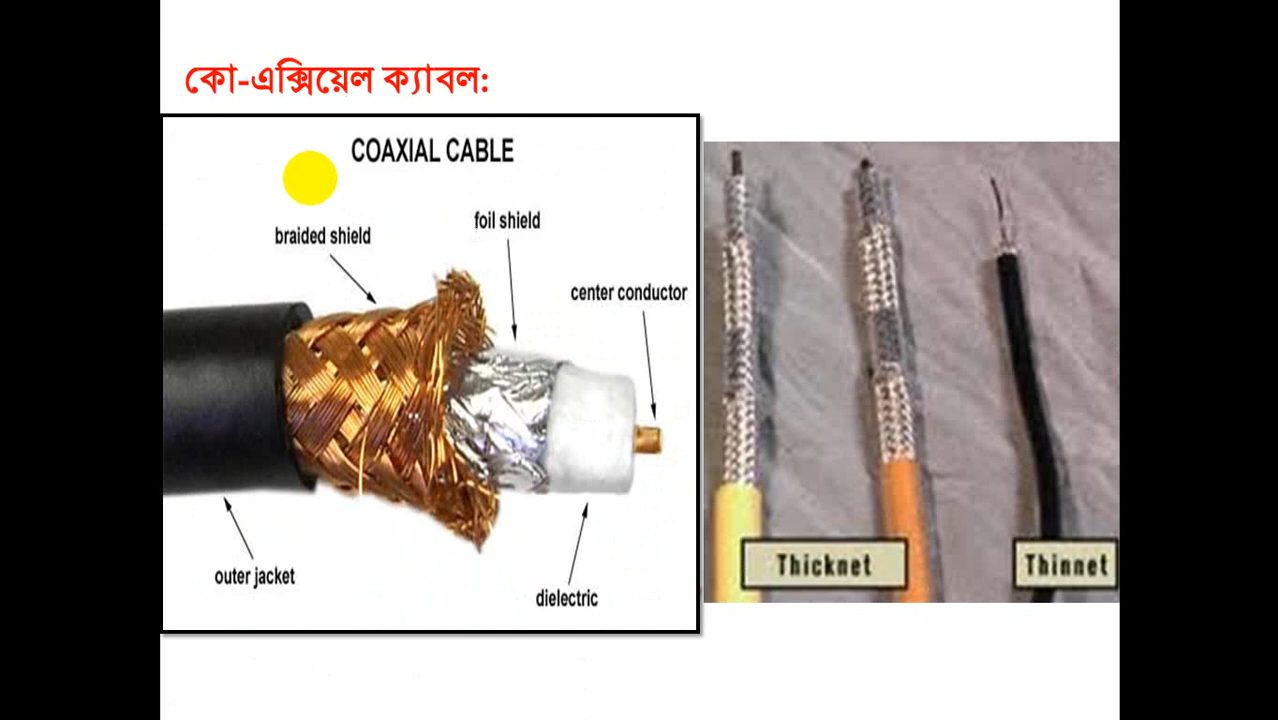 কো-এক্সিয়েল ক্যাবল:
COAXIAL CABLE
braided shield
foil shield
center conductor
outer jacket
dielectric
Thicknet
Thinnet